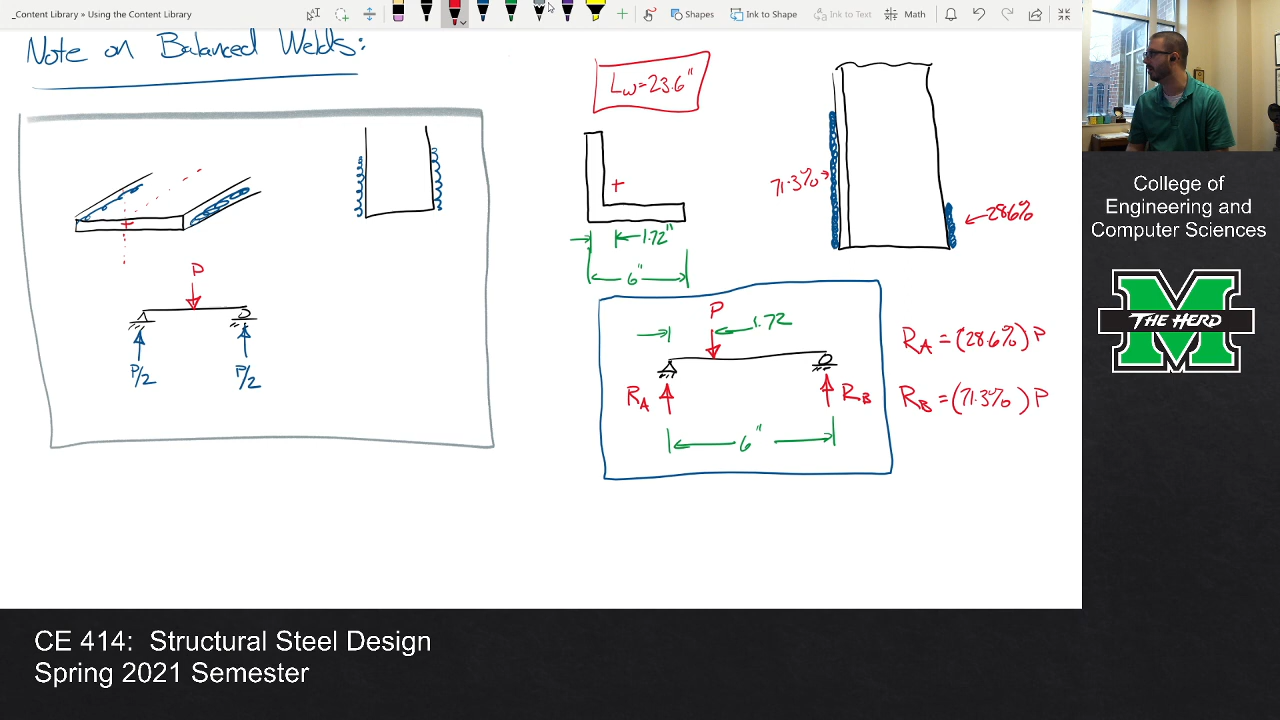 _Content Library » Using the Content Library
Shapes
Ink to Shape
Ink to Text
Math
Note on Balanced Welds:
Lw=23.6"
71.3%
28.6%
1.72"
6"
P
P/2
P/2
P
1.72
RA
RB
6"
RA = (28.6%) P
RB = (71.3%) P
College of
Engineering and
Computer Sciences
THE HERD
CE 414: Structural Steel Design
Spring 2021 Semester